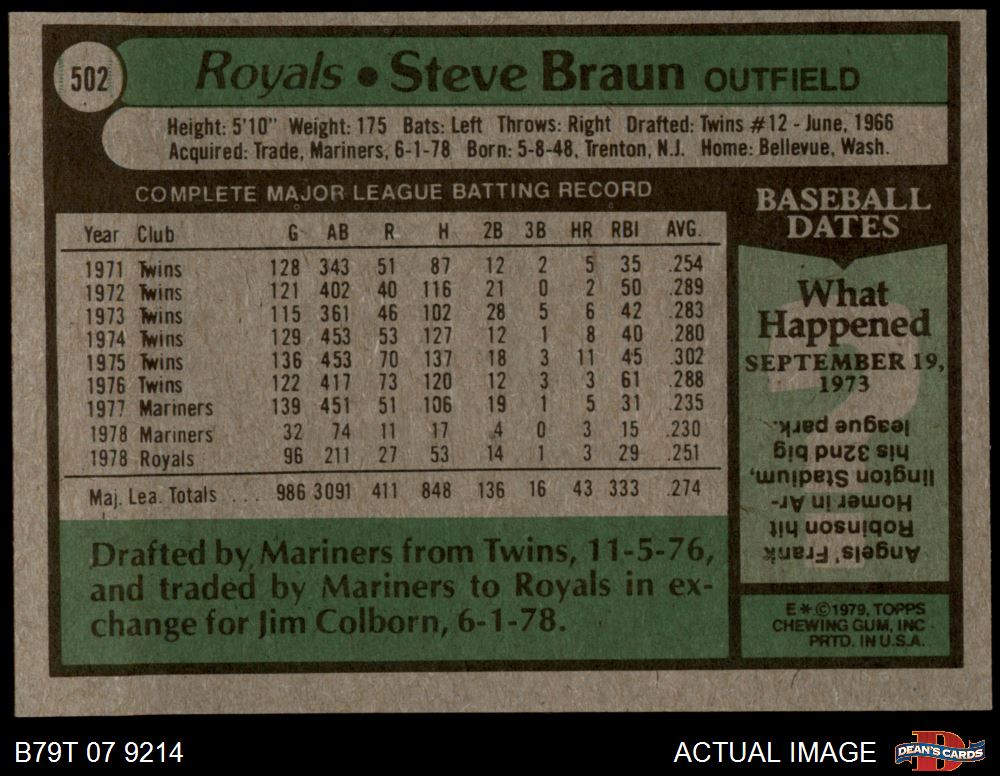 502
Royals • Steve Braun OUTFIELD
Height: 5'10" Weight: 175 Bats: Left Throws: Right Drafted: Twins #12 - June, 1966
Acquired: Trade, Mariners, 6-1-78 Born: 5-8-48, Trenton, N.J. Home: Bellevue, Wash.
COMPLETE MAJOR LEAGUE BATTING RECORD
Year Club G AB R H 2B 3B HR RBI AVG.
1971 Twins 128 343 51 87 12 2 5 35 .254
1972 Twins 121 402 40 116 21 0 2 50 .289
1973 Twins 115 361 46 102 28 5 6 42 .283
1974 Twins 129 453 53 127 12 1 8 40 .280
1975 Twins 136 453 70 137 18 3 11 45 .302
1976 Twins 122 417 73 120 12 3 3 61 .288
1977 Mariners 139 451 51 106 19 1 5 31 .235
1978 Mariners 32 74 11 17 4 0 3 15 .230
1978 Royals 96 211 27 53 14 1 3 29 .251
Maj. Lea. Totals ... 986 3091 411 848 136 16 43 333 .274
Drafted by Mariners from Twins, 11-5-76,
and traded by Mariners to Royals in ex-
change for Jim Colborn, 6-1-78.
BASEBALL
DATES
What
Happened
SEPTEMBER 19,
1973
?
Angels' Frank
Robinson hit
Homer in Ar-
lington Stadium,
his 32nd big
league park.
E*©1979, TOPPS
CHEWING GUM, INC
PRTD. IN U.S.A.
B79T 07 9214
ACTUAL IMAGE
D
DEAN'S CARDS